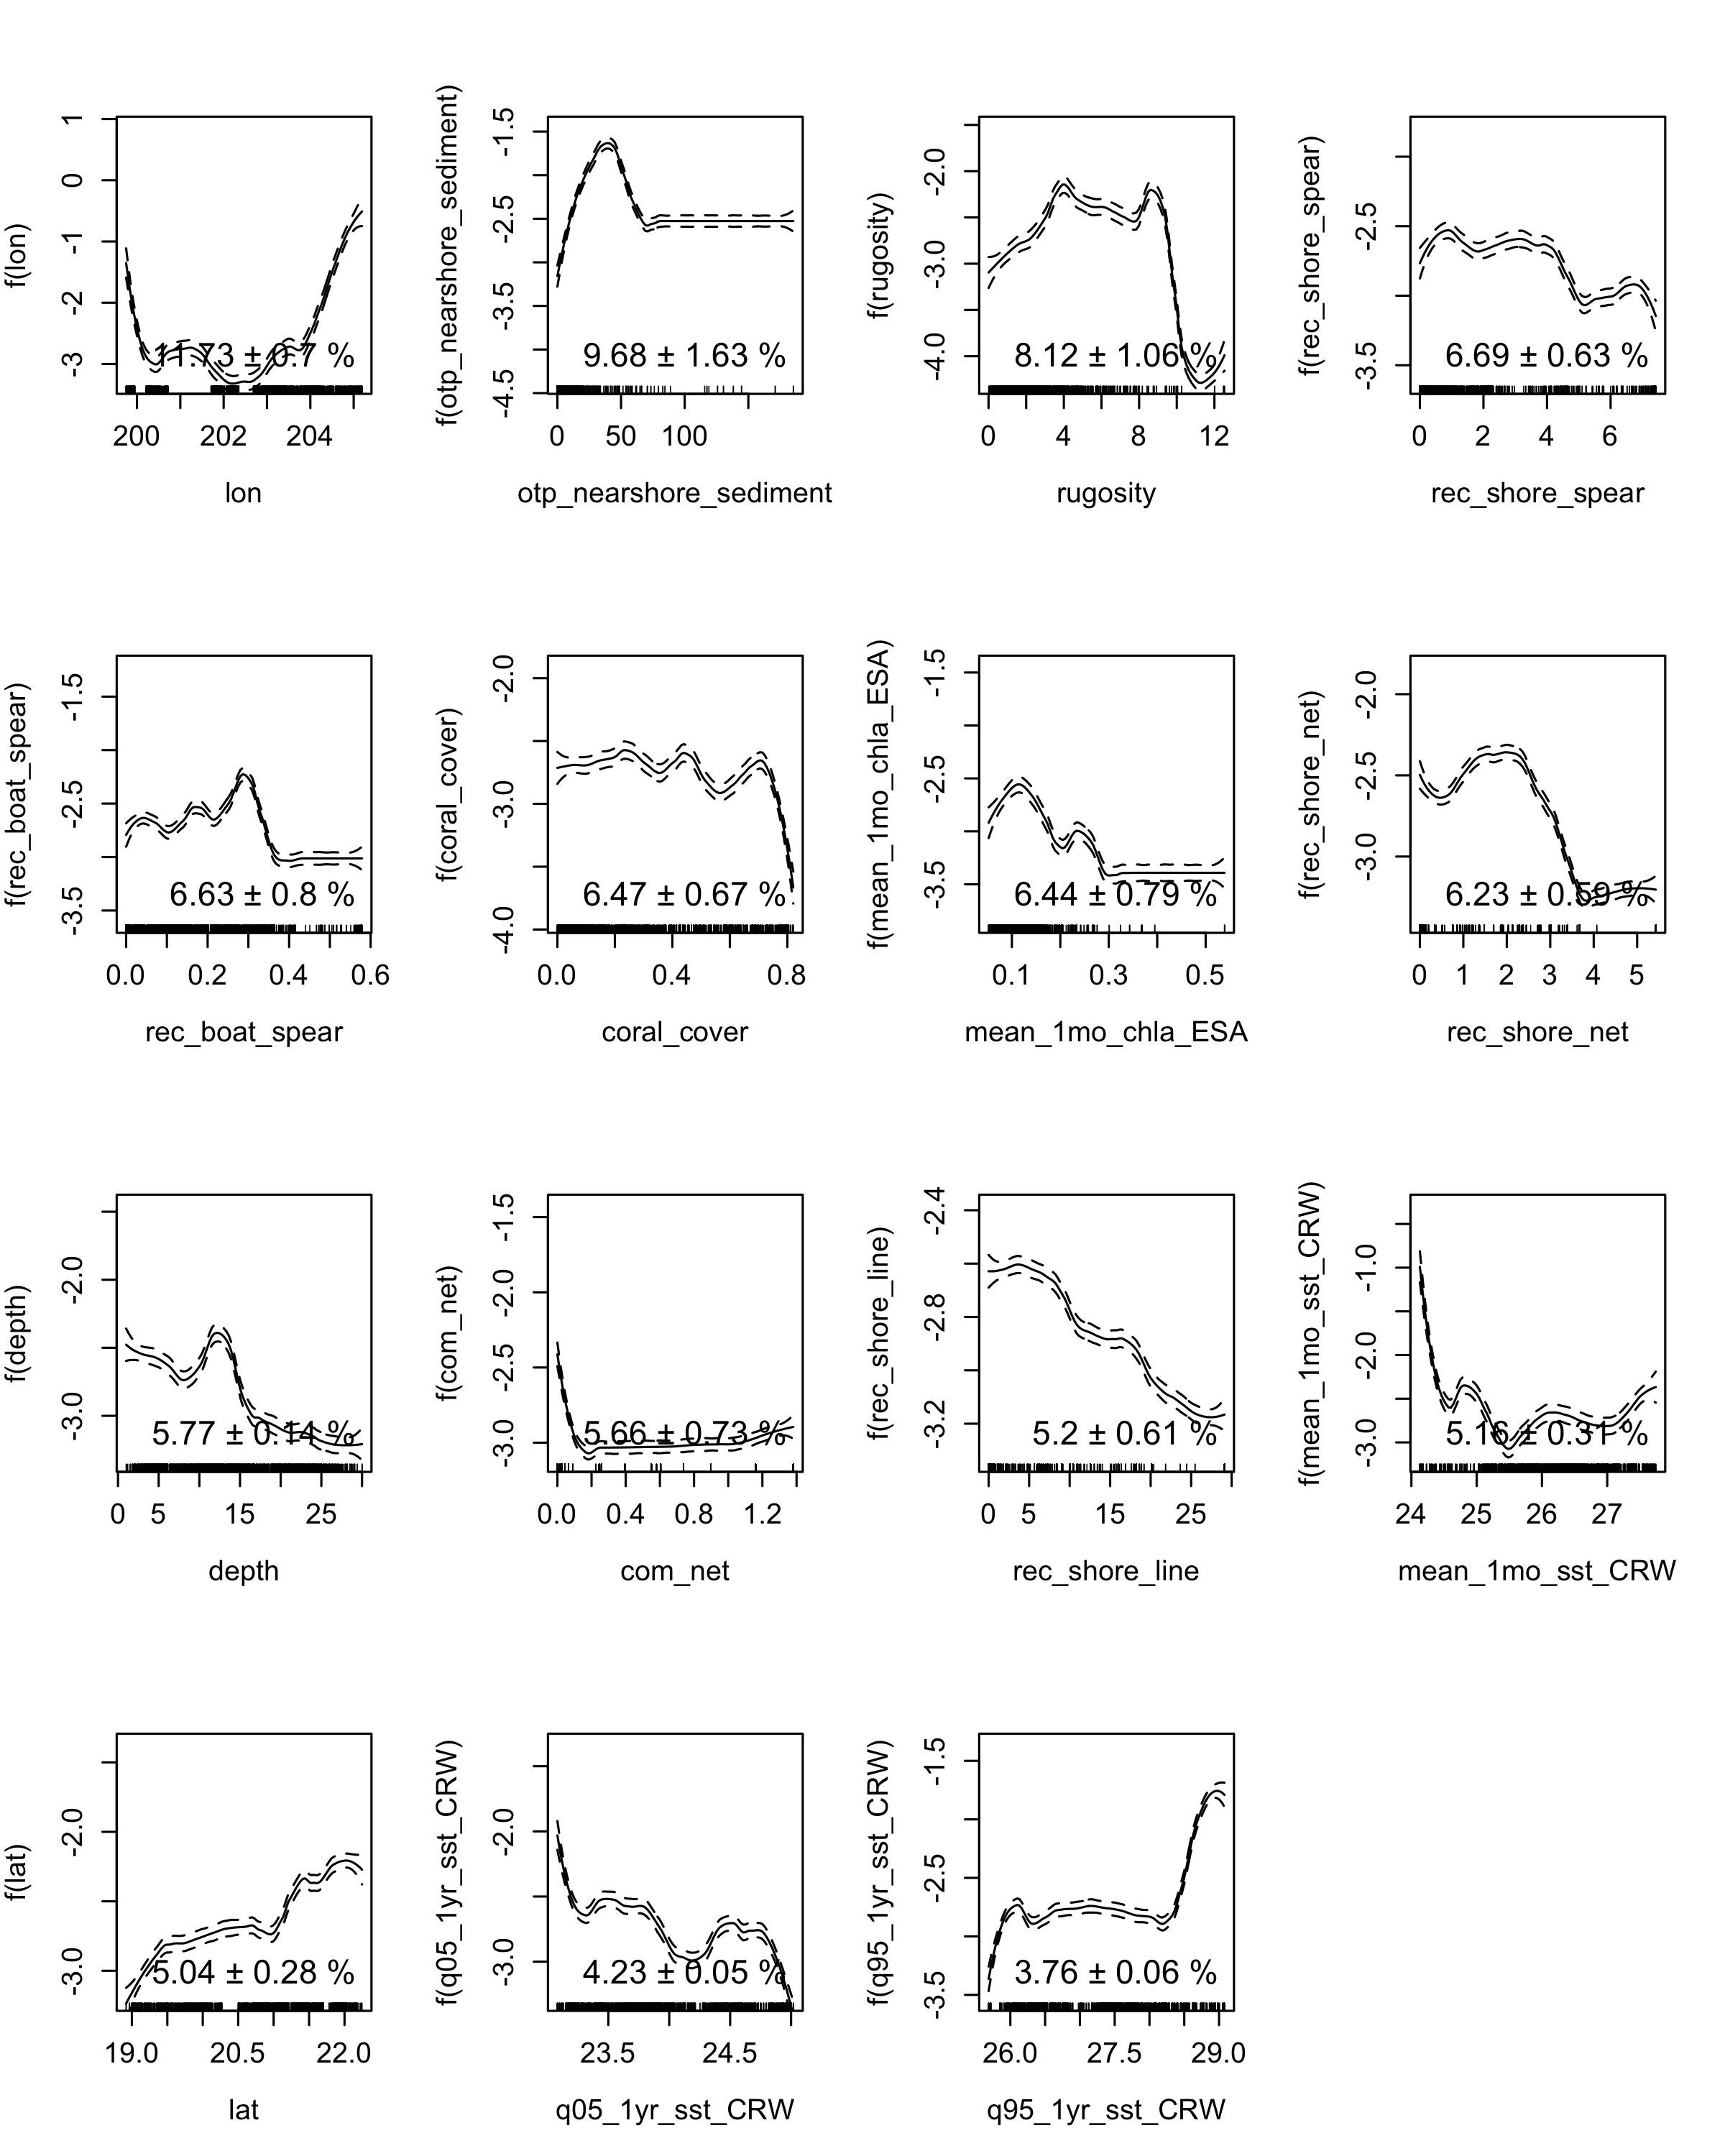 f(lon)
1
0
-1
-2
-3
11.73 ± 0.7 %
200 202 204
lon
f(otp_nearshore_sediment)
-1.5
-2.5
-3.5
-4.5
9.68 ± 1.63 %
0 50 100
otp_nearshore_sediment
f(rugosity)
-2.0
-3.0
-4.0
8.12 ± 1.06 %
0 4 8 12
rugosity
f(rec_shore_spear)
-2.5
-3.5
6.69 ± 0.63 %
0 2 4 6
rec_shore_spear
f(rec_boat_spear)
-1.5
-2.5
-3.5
6.63 ± 0.8 %
0.0 0.2 0.4 0.6
rec_boat_spear
f(coral_cover)
-2.0
-3.0
-4.0
6.47 ± 0.67 %
0.0 0.4 0.8
coral_cover
f(mean_1mo_chla_ESA)
-1.5
-2.5
-3.5
6.44 ± 0.79 %
0.1 0.3 0.5
mean_1mo_chla_ESA
f(rec_shore_net)
-2.0
-2.5
-3.0
6.23 ± 0.59 %
0 1 2 3 4 5
rec_shore_net
f(depth)
-2.0
-3.0
5.77 ± 0.14 %
0 5 15 25
depth
f(com_net)
-1.5
-2.0
-2.5
-3.0
5.66 ± 0.73 %
0.0 0.4 0.8 1.2
com_net
f(rec_shore_line)
-2.4
-2.8
-3.2
5.2 ± 0.61 %
0 5 15 25
rec_shore_line
f(mean_1mo_sst_CRW)
-1.0
-2.0
-3.0
5.16 ± 0.31 %
24 25 26 27
mean_1mo_sst_CRW
f(lat)
-2.0
-3.0
5.04 ± 0.28 %
19.0 20.5 22.0
lat
f(q05_1yr_sst_CRW)
-2.0
-3.0
4.23 ± 0.05 %
23.5 24.5
q05_1yr_sst_CRW
f(q95_1yr_sst_CRW)
-1.5
-2.5
-3.5
3.76 ± 0.06 %
26.0 27.5 29.0
q95_1yr_sst_CRW